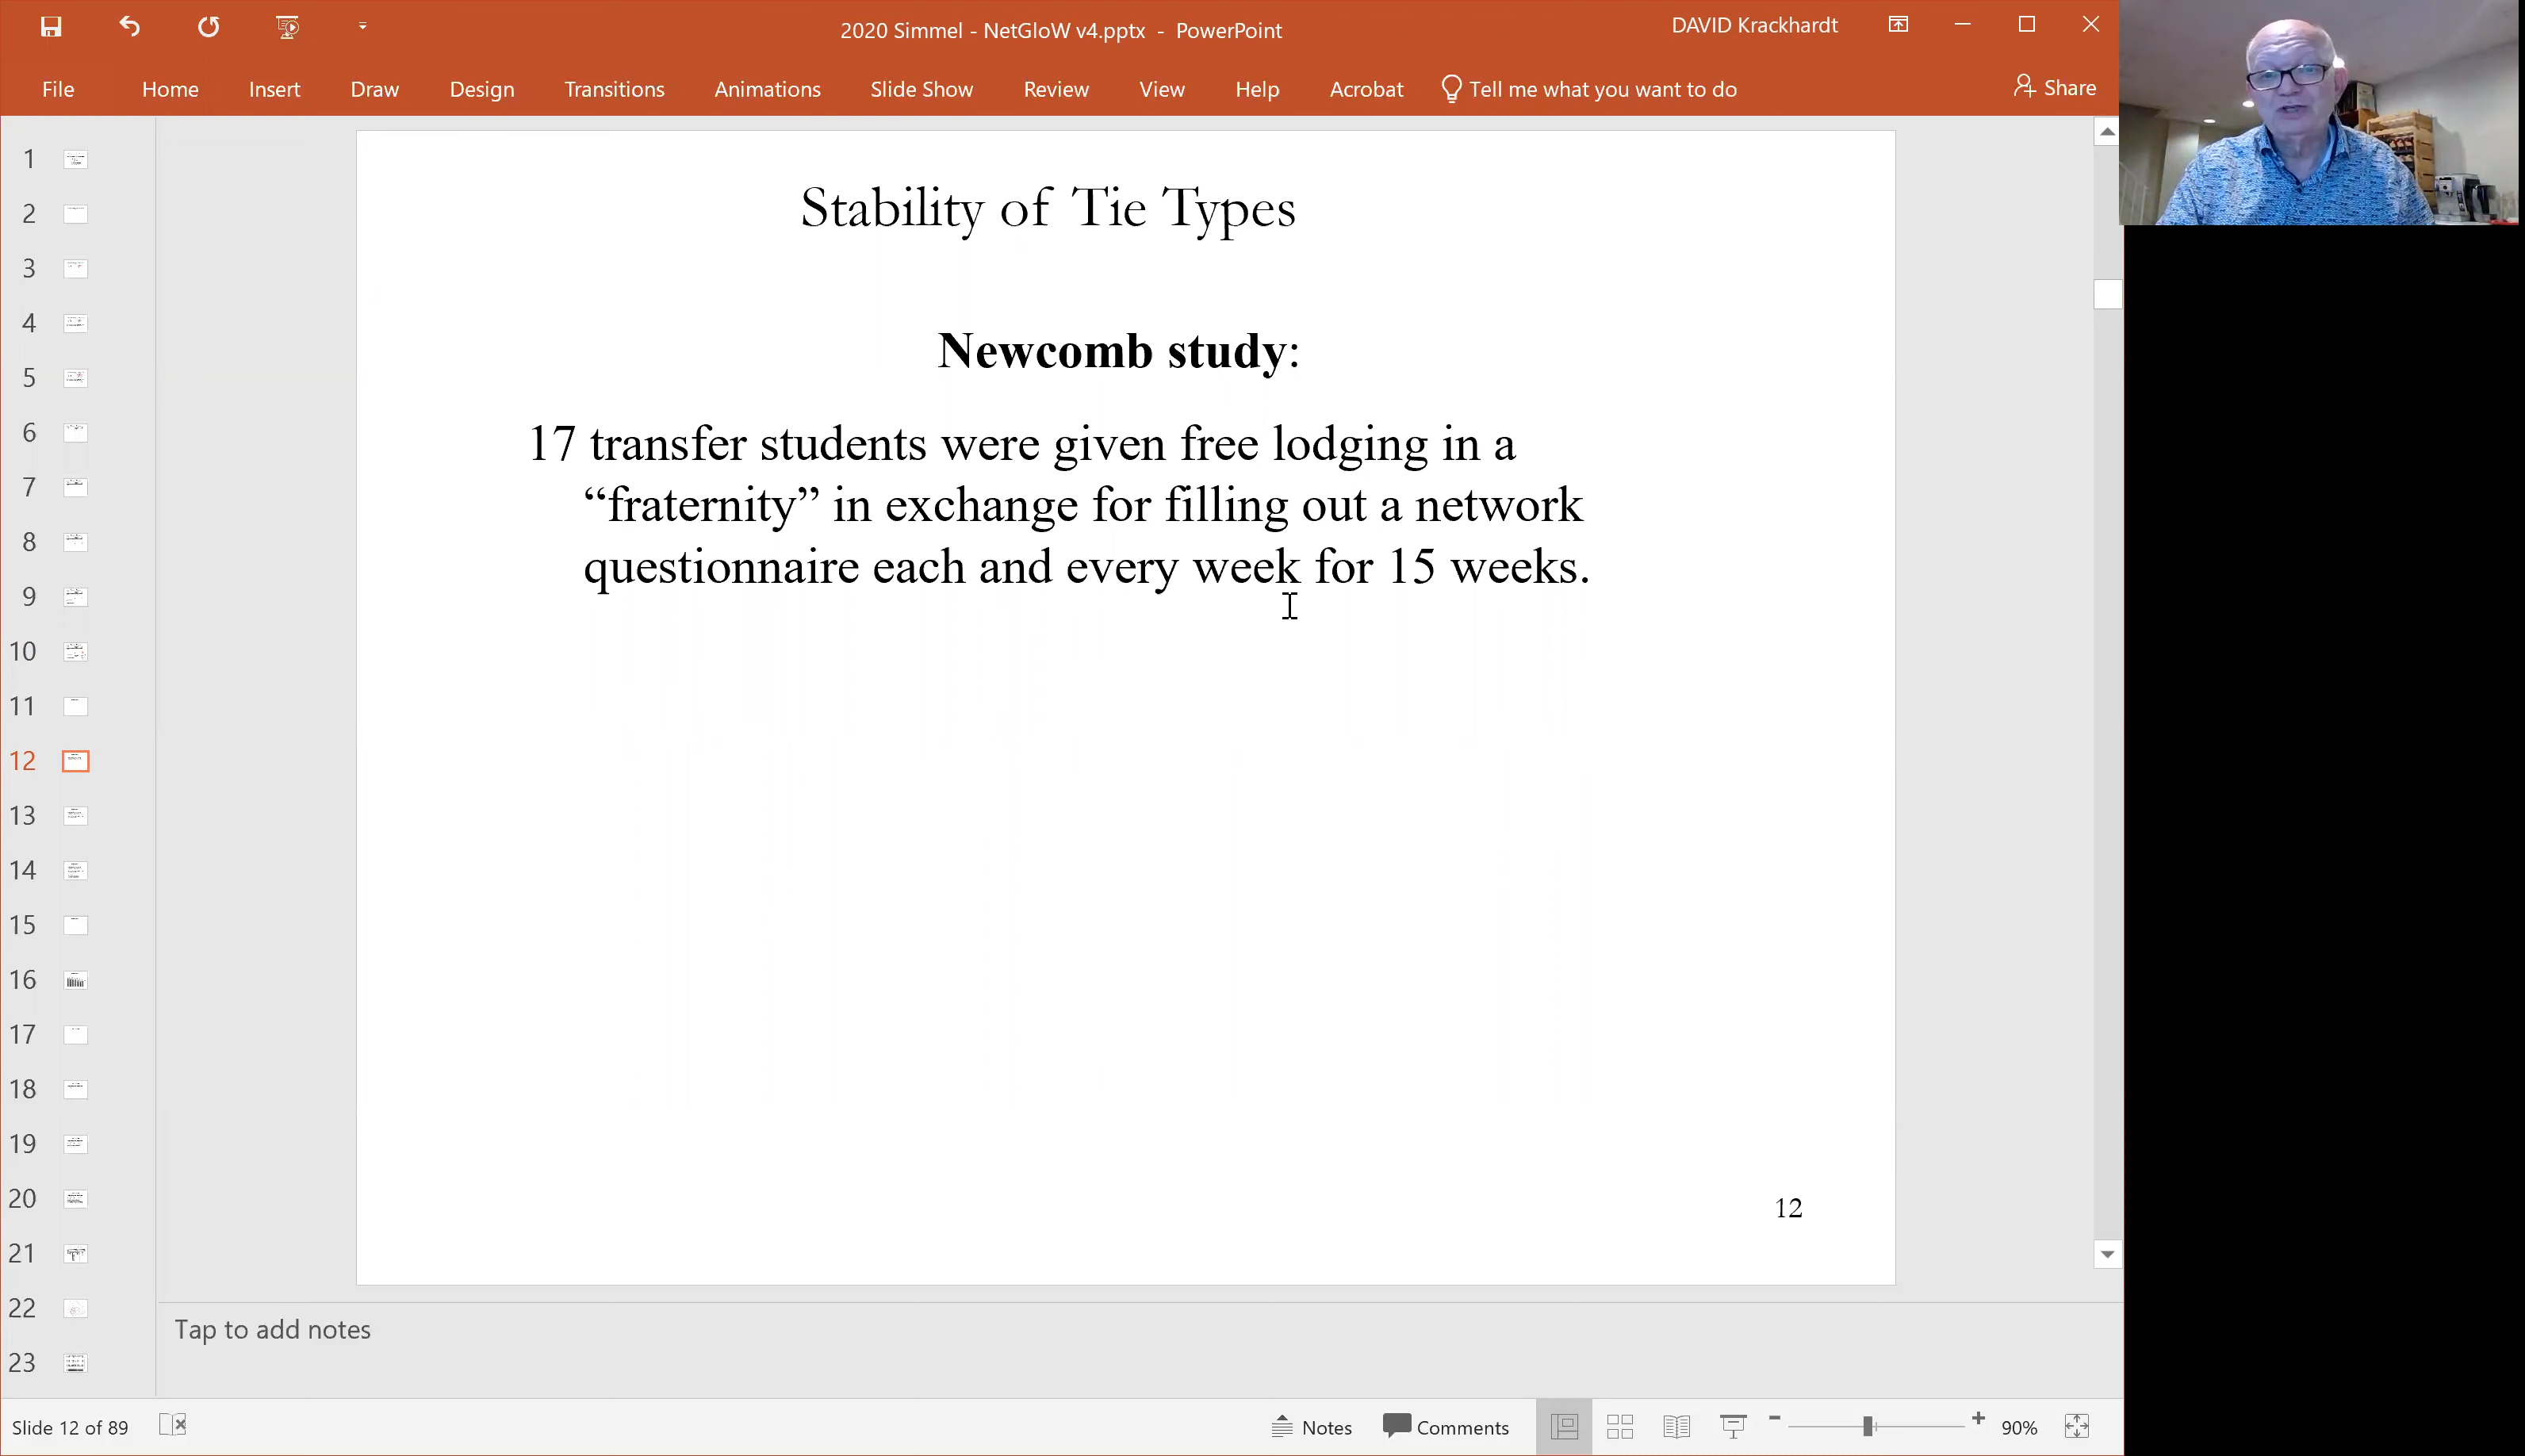 2020 Simmel - NetGloW v4.pptx - PowerPoint
DAVID Krackhardt
File Home Insert Draw Design Transitions Animations Slide Show Review View Help Acrobat Tell me what you want to do Share
1
2
3
4
5
6
7
8
9
10
11
12
13
14
15
16
17
18
19
20
21
22
23
Stability of Tie Types
Newcomb study:
17 transfer students were given free lodging in a
“fraternity” in exchange for filling out a network
questionnaire each and every week for 15 weeks.
12
Tap to add notes
Slide 12 of 89 Notes Comments 90%